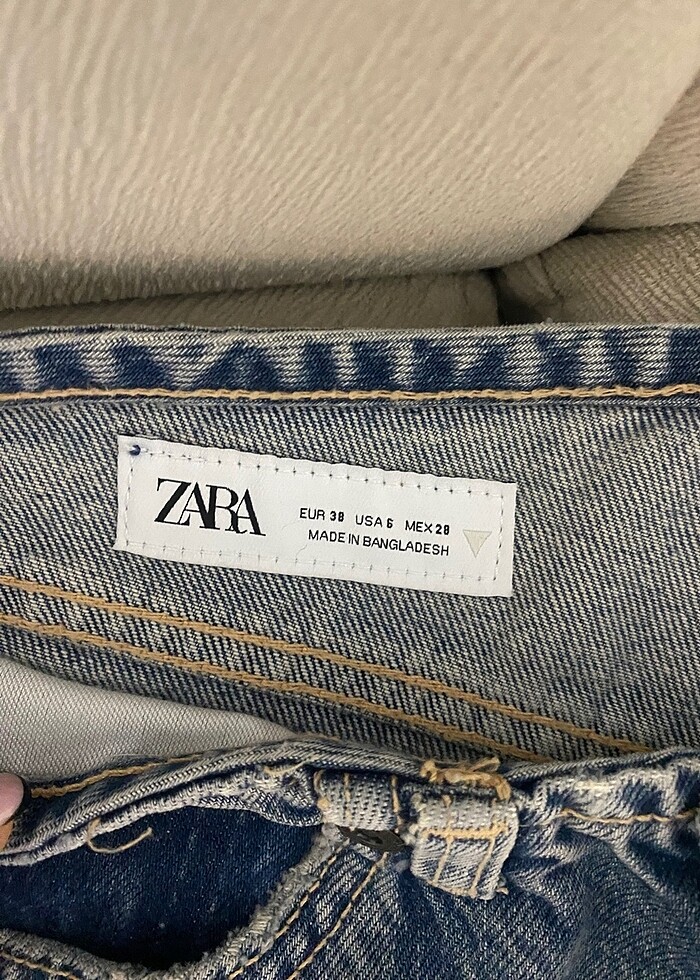 ZARA
EUR 38 USA 6 MEX 28
MADE IN BANGLADESH